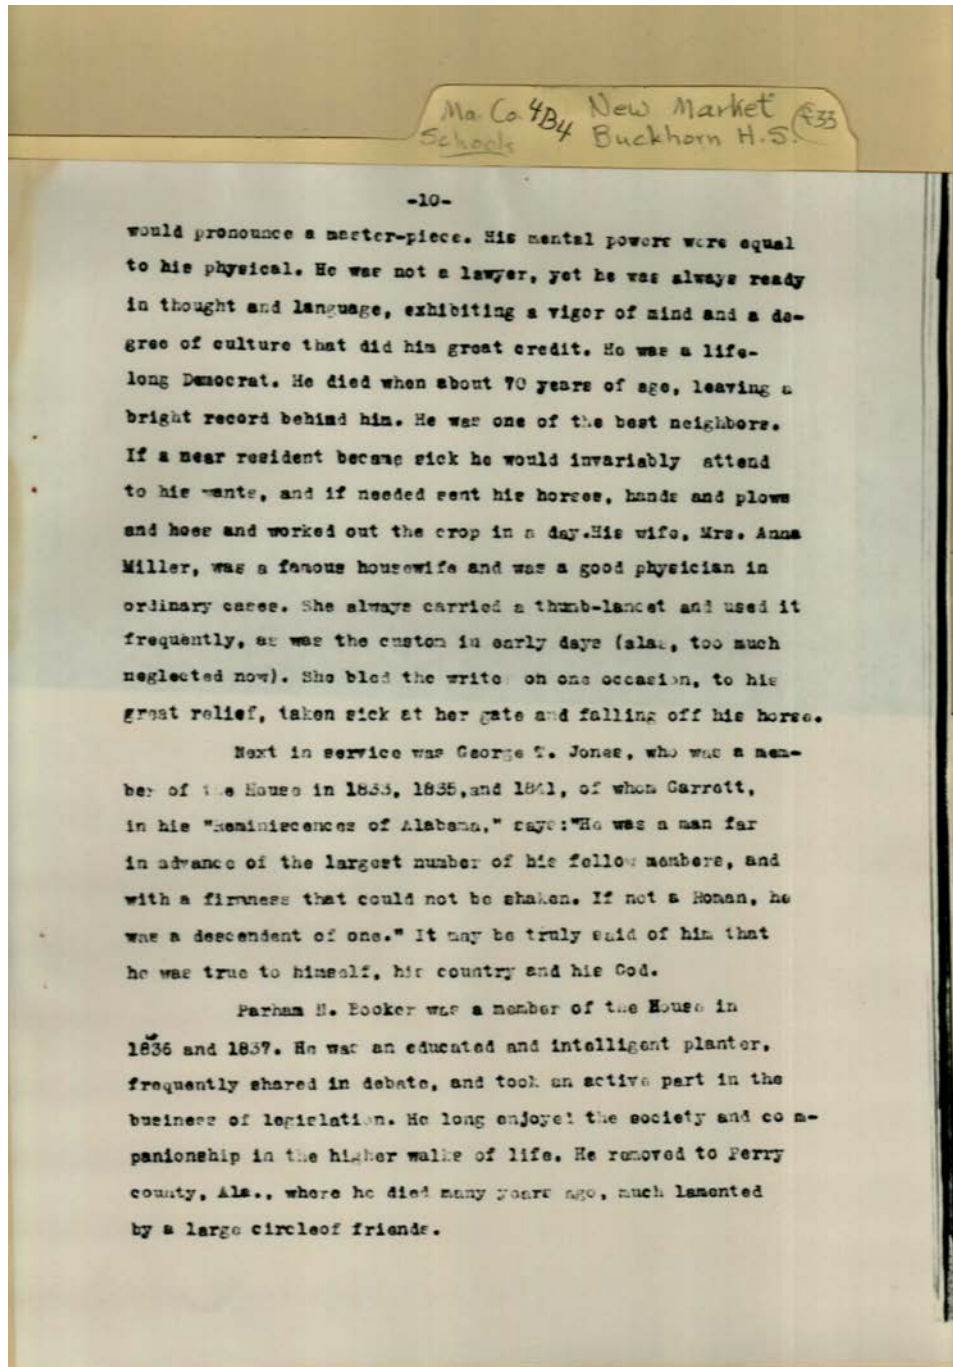 Ma. Co. 4B4 New Market 433
Schools Buckhorn H.S.
-10-
would pronounce a master-piece. His mental powers were equal
to his physical. He was not a lawyer, yet he was always ready
in thought and language, exhibiting a vigor of mind and a de-
gree of culture that did him great credit. He was a life-
long Democrat. He died when about 70 years of age, leaving a
bright record behind him. He was one of the best neighbors.
If a near resident became sick he would invariably attend
to his wants, and if needed sent his horses, hands and plows
and hoes and worked out the crop in a day.His wife, Mrs. Anna
Miller, was a famous housewife and was a good physician in
ordinary cases. She always carried a thumb-lancet and used it
frequently, as was the custom in early days (alas, too much
neglected now). She bled the write on one occasion, to his
great relief, taken sick at her gate and falling off his horse.
Next in service was George T. Jones, who was a mem-
ber of the House in 1833, 1835,and 1841, of whom Garrett,
in his "Reminiscences of Alabama," says:"He was a man far
in advance of the largest number of his fellow members, and
with a firmness that could not be shaken. If not a Roman, he
was a descendent of one." It may be truly said of him that
he was true to himself, his country and his God.
Parham N. Booker was a member of the House in
1836 and 1837. He was an educated and intelligent planter,
frequently shared in debate, and took an active part in the
business of legislation. He long enjoyed the society and co m-
panionship in the higher walks of life. He removed to Perry
county, Ala., where he died many years ago, much lamented
by a large circleof friends.